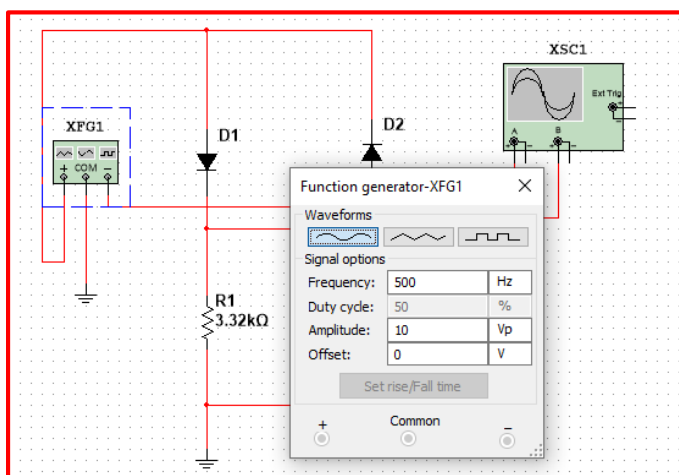 XSC1
Ext Trig
+
-
A
B
+ - + -
XFG1
COM
+ -
D1
D2
R1
3.32kΩ
Function generator-XFG1
Waveforms
Signal options
Frequency: 500 Hz
Duty cycle: 50 %
Amplitude: 10 Vp
Offset: 0 V
Set rise/Fall time
+ Common -